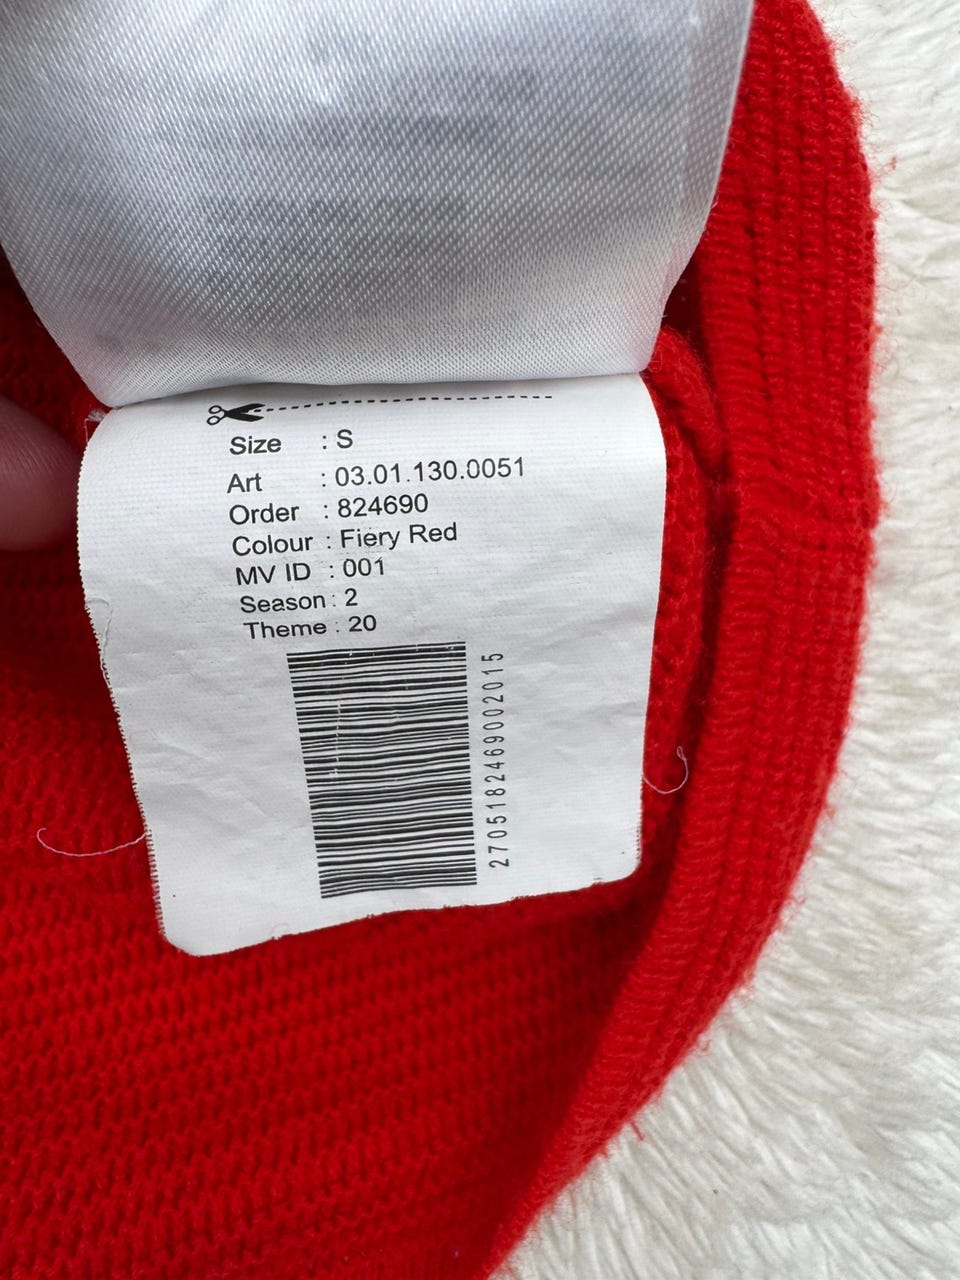 Size : S
Art : 03.01.130.0051
Order : 824690
Colour : Fiery Red
MV ID : 001
Season : 2
Theme : 20
2705182469002015